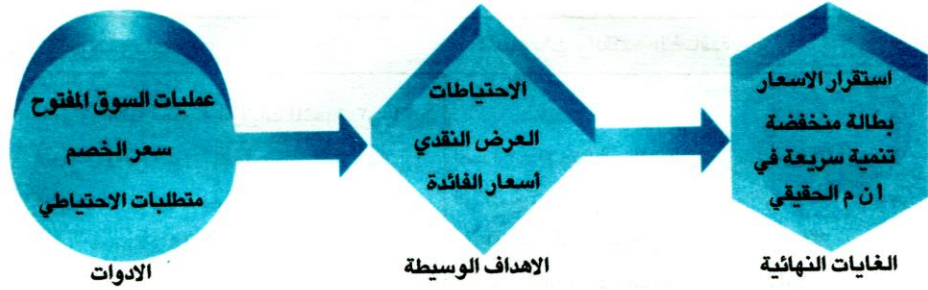 عمليات السوق المفتوح
سعر الخصم
متطلبات الاحتياطي
الادوات
الاحتياطات
العرض النقدي
أسعار الفائدة
الاهداف الوسيطة
استقرار الاسعار
بطالة منخفضة
تنمية سريعة في
أ ن م الحقيقي
الغايات النهائية